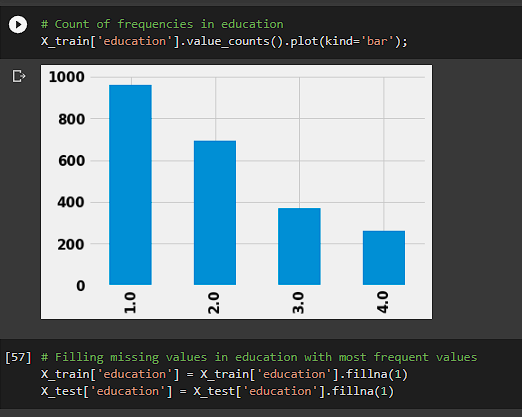 # Count of frequencies in education
X_train['education'].value_counts().plot(kind='bar');
1000
800
600
400
200
0
1.0
2.0
3.0
4.0
[57] # Filling missing values in education with most frequent values
X_train['education'] = X_train['education'].fillna(1)
X_test['education'] = X_test['education'].fillna(1)